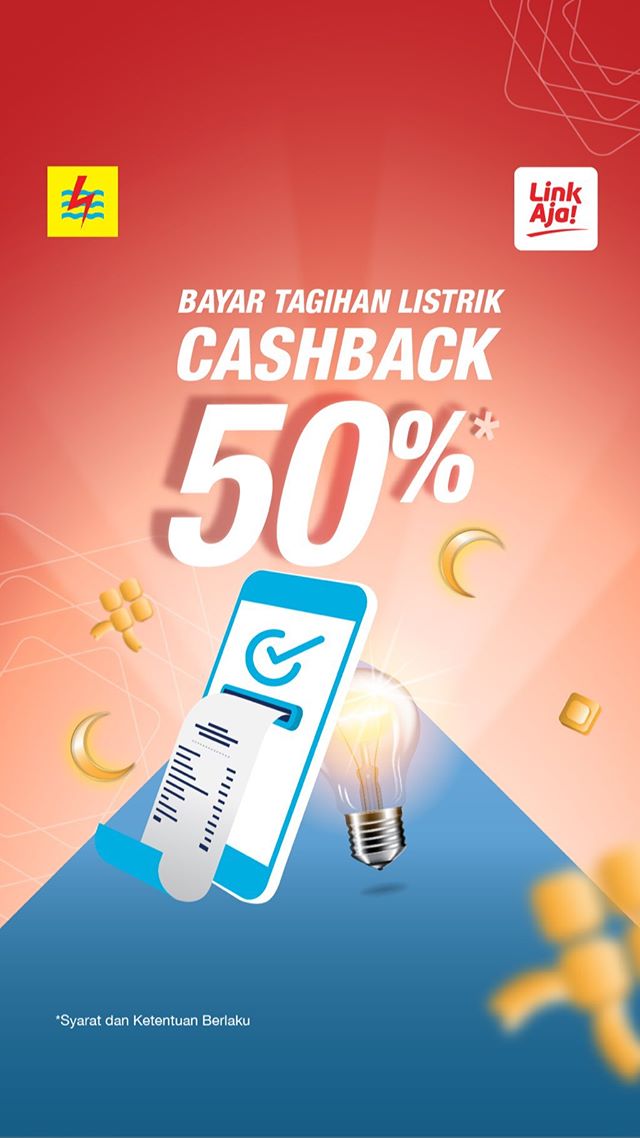 Link
Aja!
BAYAR TAGIHAN LISTRIK
CASHBACK
50%*
*Syarat dan Ketentuan Berlaku